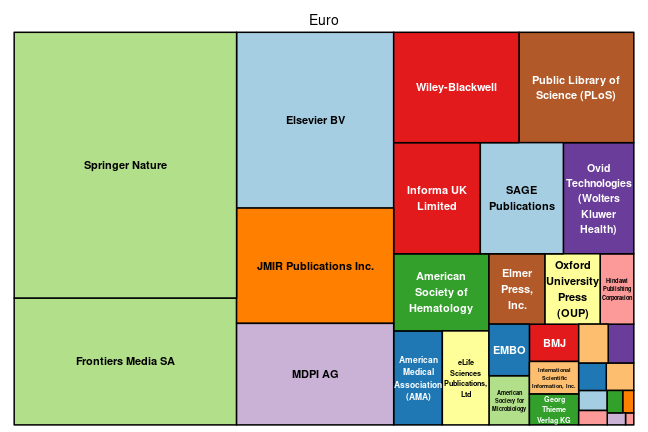 Euro
Springer Nature
Frontiers Media SA
Elsevier BV
JMIR Publications Inc.
MDPI AG
Wiley-Blackwell
Public Library of
Science (PLoS)
Informa UK
Limited
SAGE
Publications
Ovid
Technologies
(Wolters
Kluwer
Health)
American
Society of
Hematology
Elmer
Press,
Inc.
Oxford
University
Press
(OUP)
Hindawi
Publishing
Corporation
American
Medical
Association
(AMA)
eLife
Sciences
Publications,
Ltd
EMBO
American
Society for
Microbiology
BMJ
International
Scientific
Information, Inc.
Georg
Thieme
Verlag KG